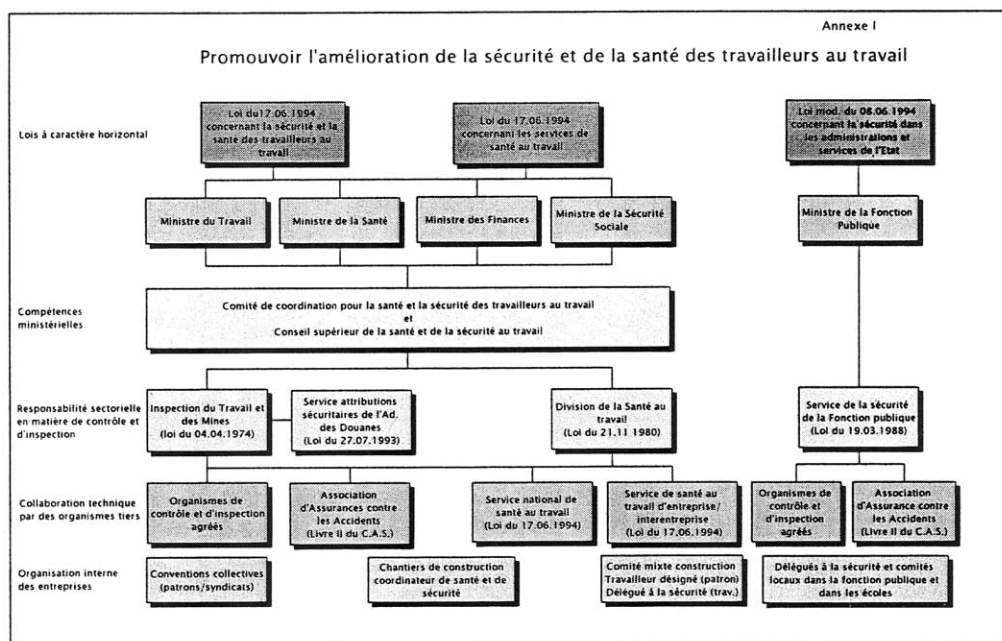 Annexe I
Promouvoir l'amélioration de la sécurité et de la santé des travailleurs au travail
Lois à caractère horizontal
Loi du 17.06.1994
concernant la sécurité et la
santé des travailleurs au
travail
Loi du 17.06.1994
concernant les services de
santé au travail
Loi mod. du 08.06.1994
concernant la sécurité dans
les administrations et
services de l'Etat
Ministre du Travail
Ministre de la Santé
Ministre des Finances
Ministre de la Sécurité
Sociale
Ministre de la Fonction
Publique
Compétences
ministérielles
Comité de coordination pour la santé et la sécurité des travailleurs au travail
et
Conseil supérieur de la santé et de la sécurité au travail
Responsabilité sectorielle
en matière de contrôle et
d'inspection
Inspection du Travail et
des Mines
(loi du 04.04.1974)
Service attributions
sécuritaires de l'Ad.
des Douanes
(Loi du 27.07.1993)
Division de la Santé au
travail
(Loi du 21.11 1980)
Service de la sécurité
de la Fonction publique
(Loi du 19.03.1988)
Collaboration technique
par des organismes tiers
Organismes de
contrôle et d'inspection
agréés
Association
d'Assurances contre
les Accidents
(Livre II du C.A.S.)
Service national de
santé au travail
(Loi du 17.06.1994)
Service de santé au
travail d'entreprise/
interentreprise
(Loi du 17.06.1994)
Organismes de
contrôle et
d'inspection
agréés
Association
d'Assurance contre
les Accidents
(Livre II du C.A.S.)
Organisation interne
des entreprises
Conventions collectives
(patrons/syndicats)
Chantiers de construction
coordinateur de santé et de
sécurité
Comité mixte construction
Travailleur désigné (patron)
Délégué à la sécurité (trav.)
Délégués à la sécurité et comités
locaux dans la fonction publique et
dans les écoles